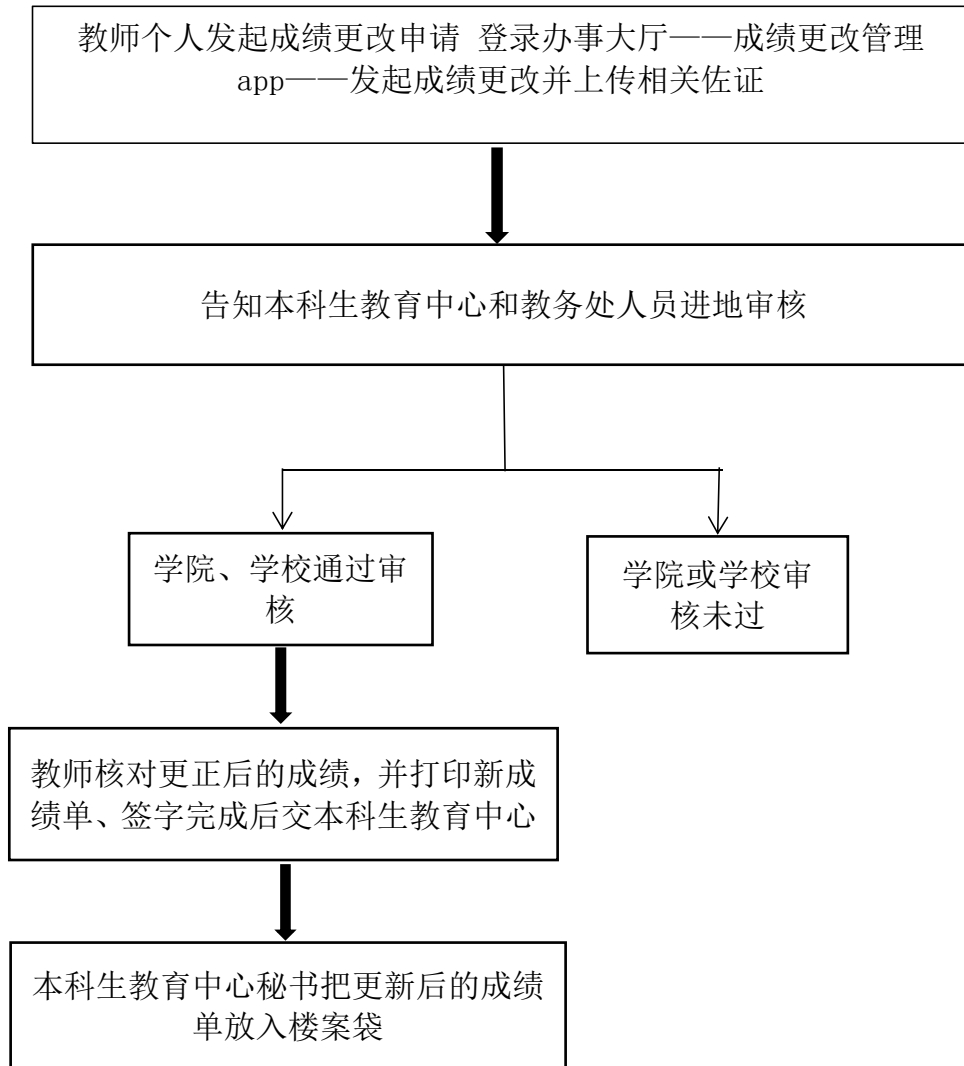 教师个人发起成绩更改申请 登录办事大厅——成绩更改管理
app——发起成绩更改并上传相关佐证
告知本科生教育中心和教务处人员进地审核
学院、学校通过审
核
学院或学校审
核未过
教师核对更正后的成绩，并打印新成
绩单、签字完成后交本科生教育中心
本科生教育中心秘书把更新后的成绩
单放入楼案袋